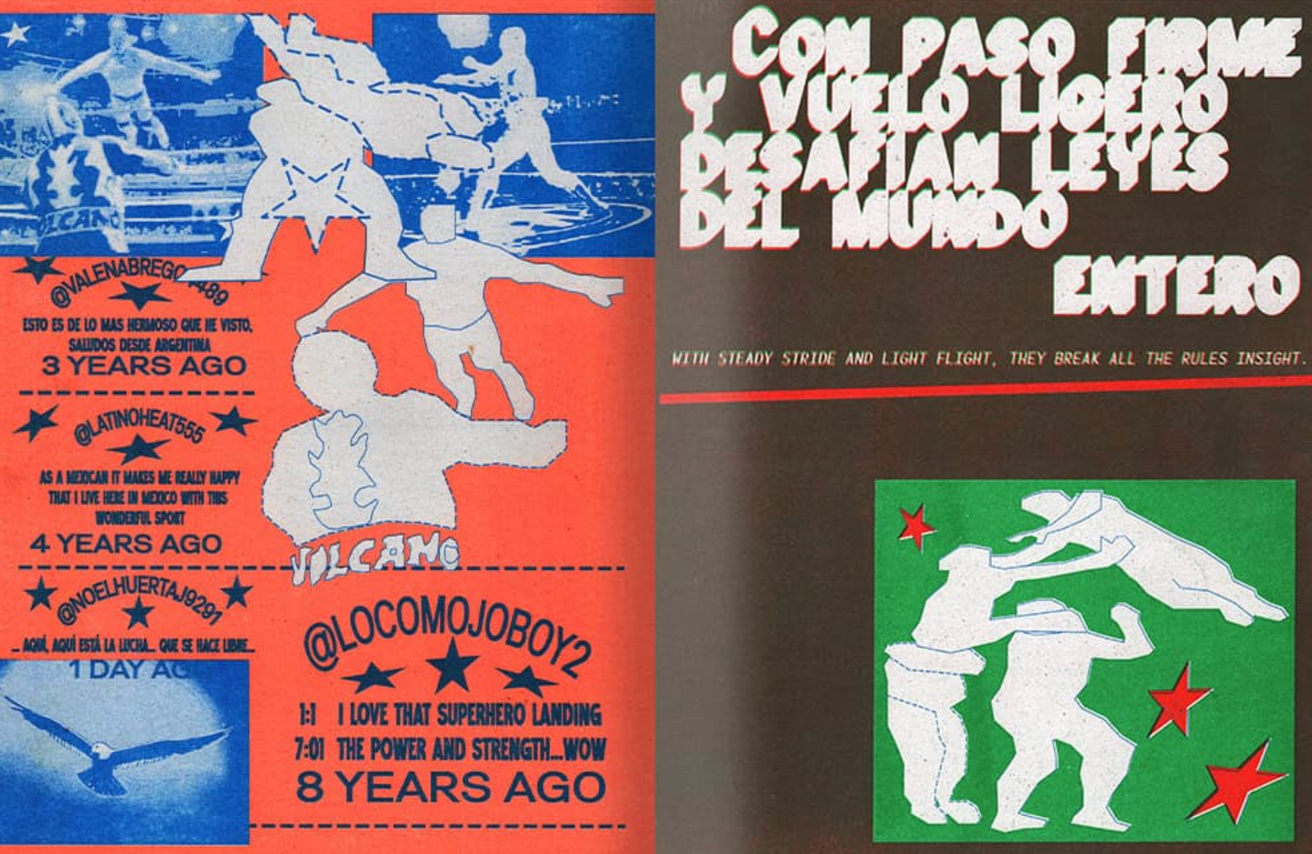 VOLCANO
@VALENABREGO 489
ESTO ES DE LO MAS HERMOSO QUE HE VISTO,
SALUDOS DESDE ARGENTINA
3 YEARS AGO
@LATINOHEAT555
AS A MEXICAN IT MAKES ME REALLY HAPPY
THAT I LIVE HERE IN MEXICO WITH THIS
WONDERFUL SPORT
4 YEARS AGO
@NOELHUERTAJ9291
... AQUÍ, AQUÍ ESTÁ LA LUCHA... QUE SE HACE LIBRE...
1 DAY AG
VOLCANO
@LOCOMOJOBOY2
1:1 I LOVE THAT SUPERHERO LANDING
7:01 THE POWER AND STRENGTH...WOW
8 YEARS AGO
CON PASO FIRME
Y VUELO LIGERO
DESAFIAN LEYES
DEL MUNDO
ENTERO
WITH STEADY STRIDE AND LIGHT FLIGHT, THEY BREAK ALL THE RULES INSIGHT.